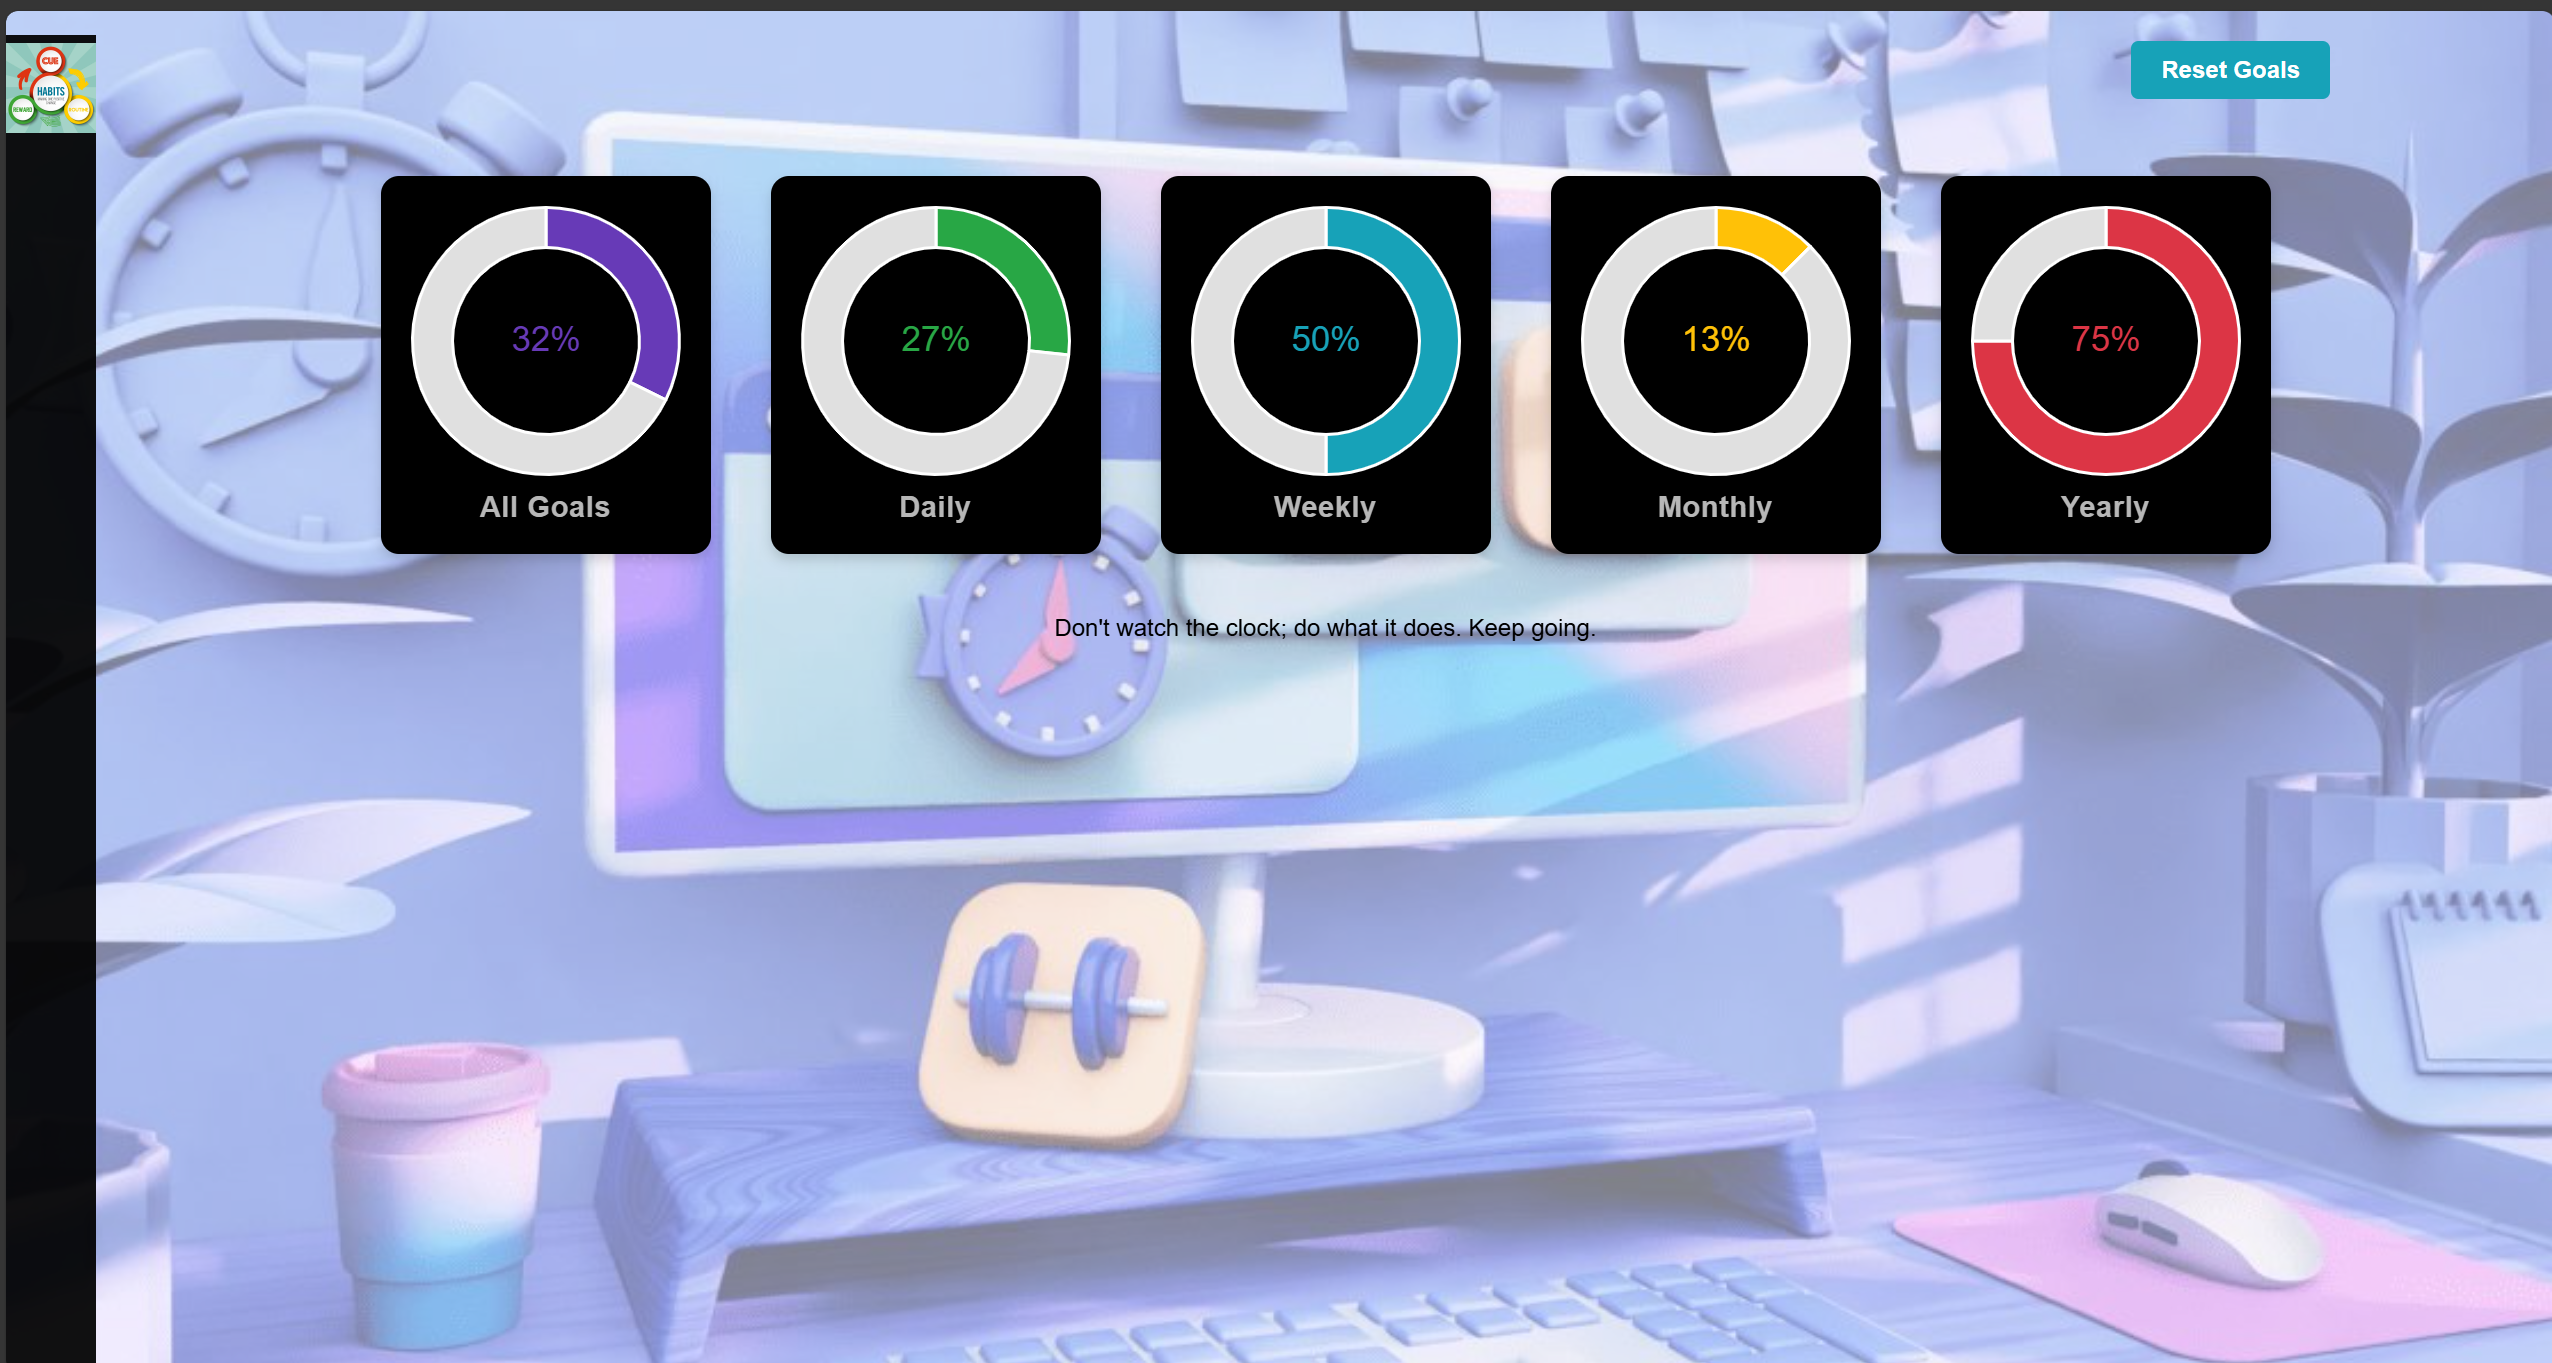 CUE
HABITS
REWARD
Reset Goals
32%
27%
50%
13%
75%
All Goals
Daily
Weekly
Monthly
Yearly
Don't watch the clock; do what it does. Keep going.